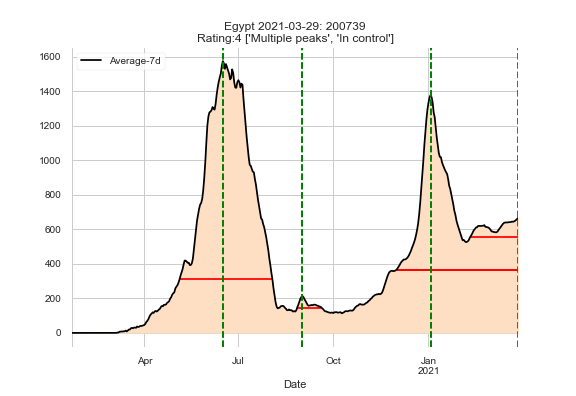 Egypt 2021-03-29: 200739
Rating:4 ['Multiple peaks', 'In control']
Average-7d
1600
1400
1200
1000
800
600
400
200
0
Apr
Jul
Oct
Jan
2021
Date